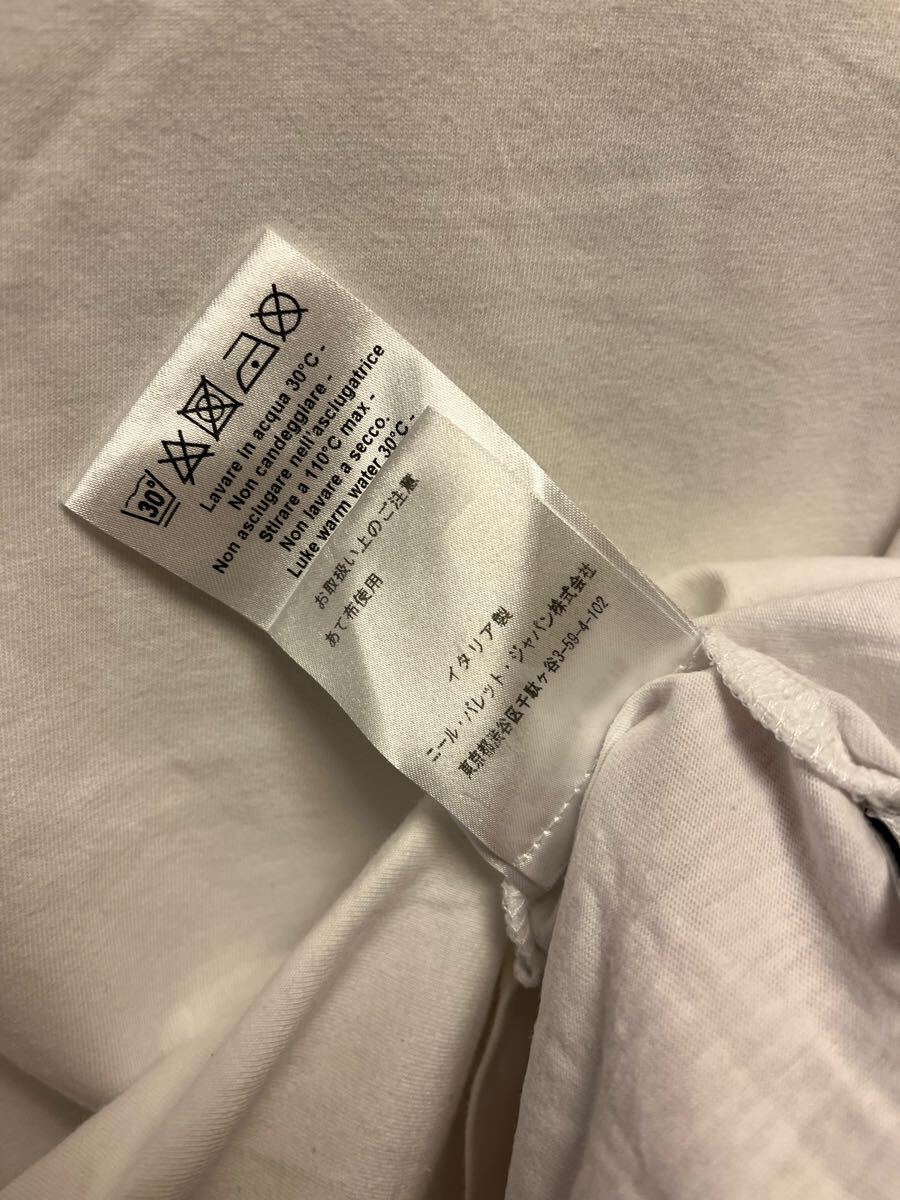 30°
Lavare in acqua 30°C -
Non candeggiare -
Non asciugare nell'asciugatrice
Stirare a 110°C max -
Non lavare a secco.
Luke warm water 30°C -
お取扱い上のご注意
あて布使用
イタリア製
ニール・バレット・ジャパン株式会社
東京都渋谷区千駄ヶ谷3-59-4-102